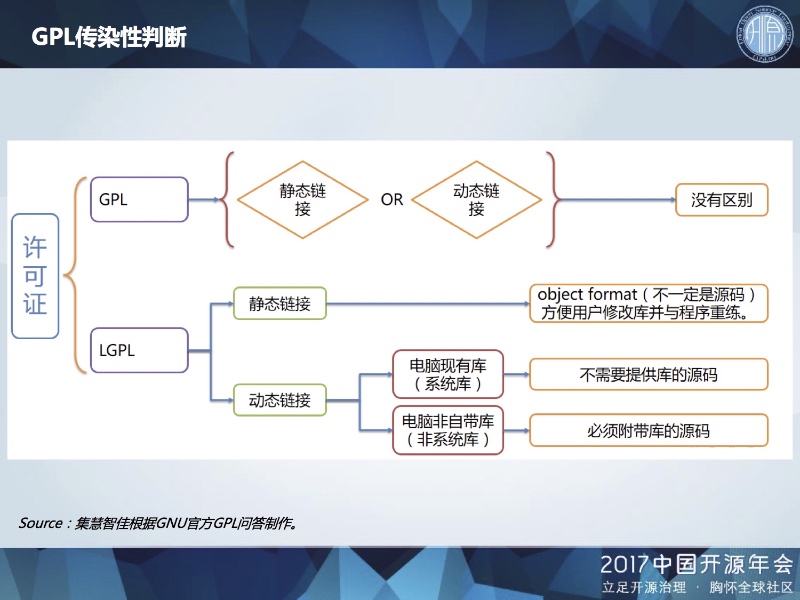 GPL传染性判断
许
可
证
GPL
静态链
接
OR
动态链
接
没有区别
LGPL
静态链接
object format（不一定是源码）
方便用户修改库并与程序重练。
动态链接
电脑现有库
（系统库）
不需要提供库的源码
电脑非自带库
（非系统库）
必须附带库的源码
Source：集慧智佳根据GNU官方GPL问答制作。
2017中国开源年会
立足开源治理 · 胸怀全球社区